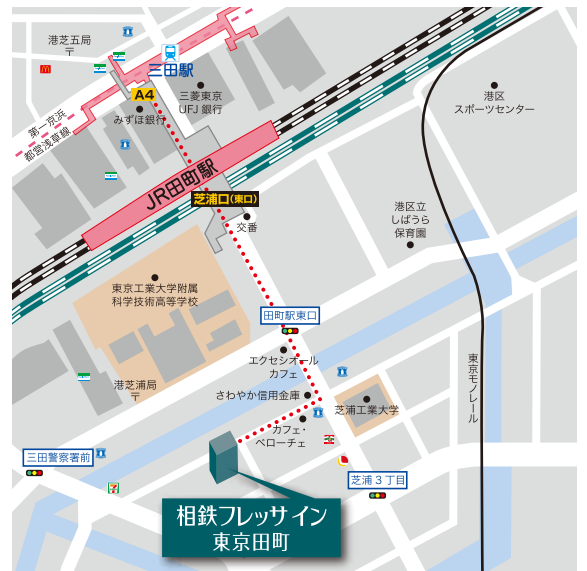 港芝五局
三田駅
A4
みずほ銀行
三菱東京
UFJ 銀行
第一京浜
都営浅草線
港区
スポーツセンター
JR田町駅
芝浦口(東口)
交番
港区立
しばうら
保育園
東京工業大学附属
科学技術高等学校
田町駅東口
エクセシオール
カフェ
東京モノレール
港芝浦局
さわやか信用金庫
芝浦工業大学
カフェ・
ベローチェ
三田警察署前
芝浦3丁目
相鉄フレッサイン
東京田町